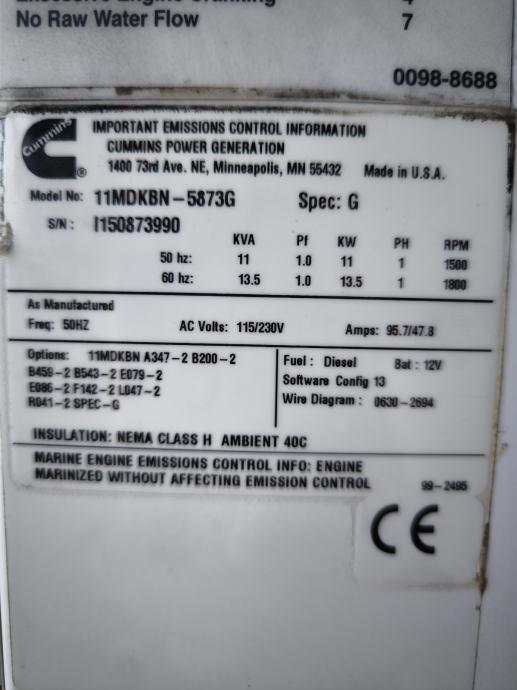 No Raw Water Flow 7
0098-8688
Cummins
IMPORTANT EMISSIONS CONTROL INFORMATION
CUMMINS POWER GENERATION
1400 73rd Ave. NE, Minneapolis, MN 55432 Made in U.S.A.
®
Model No: 11MDKBN-5873G Spec: G
S/N: I150873990
KVA Pf KW PH RPM
50 hz: 11 1.0 11 1 1500
60 hz: 13.5 1.0 13.5 1 1800
As Manufactured
Freq: 50HZ AC Volts: 115/230V Amps: 95.7/47.8
Options: 11MDKBN A347-2 B200-2
B459-2 B543-2 E079-2
E086-2 F142-2 L047-2
R041-2 SPEC-G
Fuel: Diesel Bat: 12V
Software Config 13
Wire Diagram: 0630-2694
INSULATION: NEMA CLASS H AMBIENT 40C
MARINE ENGINE EMISSIONS CONTROL INFO: ENGINE
MARINIZED WITHOUT AFFECTING EMISSION CONTROL 99-2495
CE